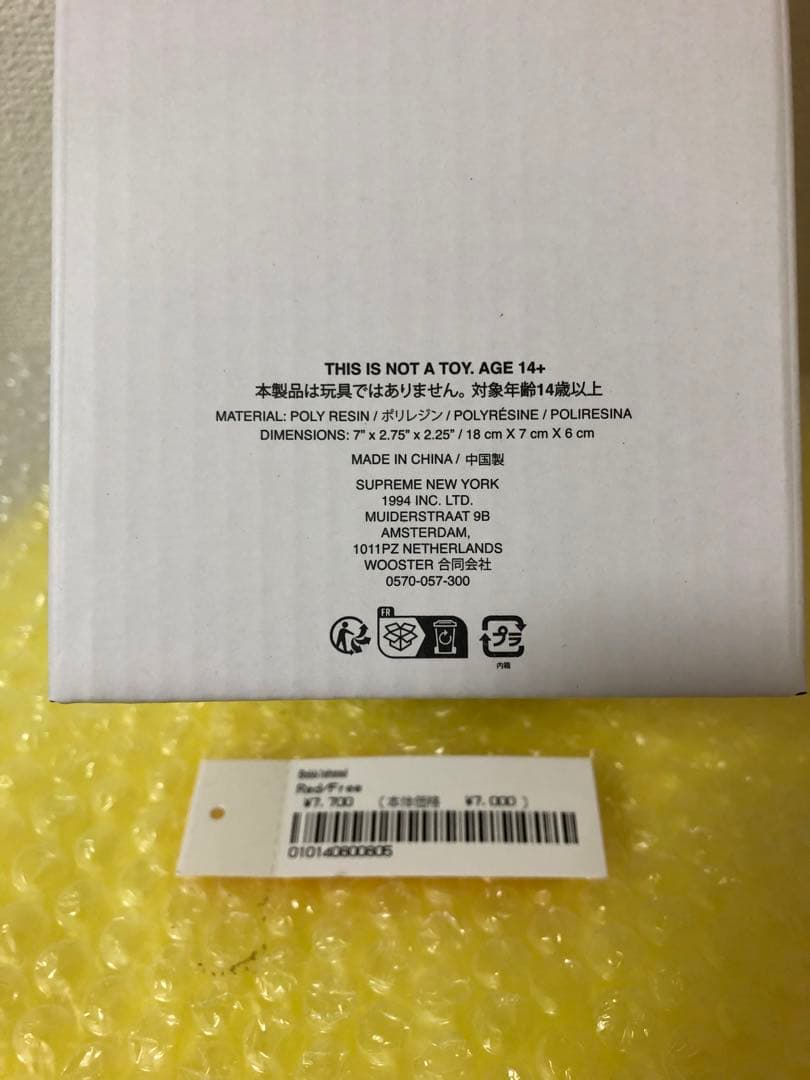 THIS IS NOT A TOY. AGE 14+
本製品は玩具ではありません。対象年齢14歳以上
MATERIAL: POLY RESIN / ポリレジン / POLYRÉSINE / POLIRESINA
DIMENSIONS: 7” x 2.75” x 2.25” / 18 cm X 7 cm X 6 cm
MADE IN CHINA / 中国製
SUPREME NEW YORK
1994 INC. LTD.
MUIDERSTRAAT 9B
AMSTERDAM,
1011PZ NETHERLANDS
WOOSTER 合同会社
0570-057-300
FR
プラ
内箱
Red/Free
¥7.700 (本体価格 ¥7.000)
010140800805